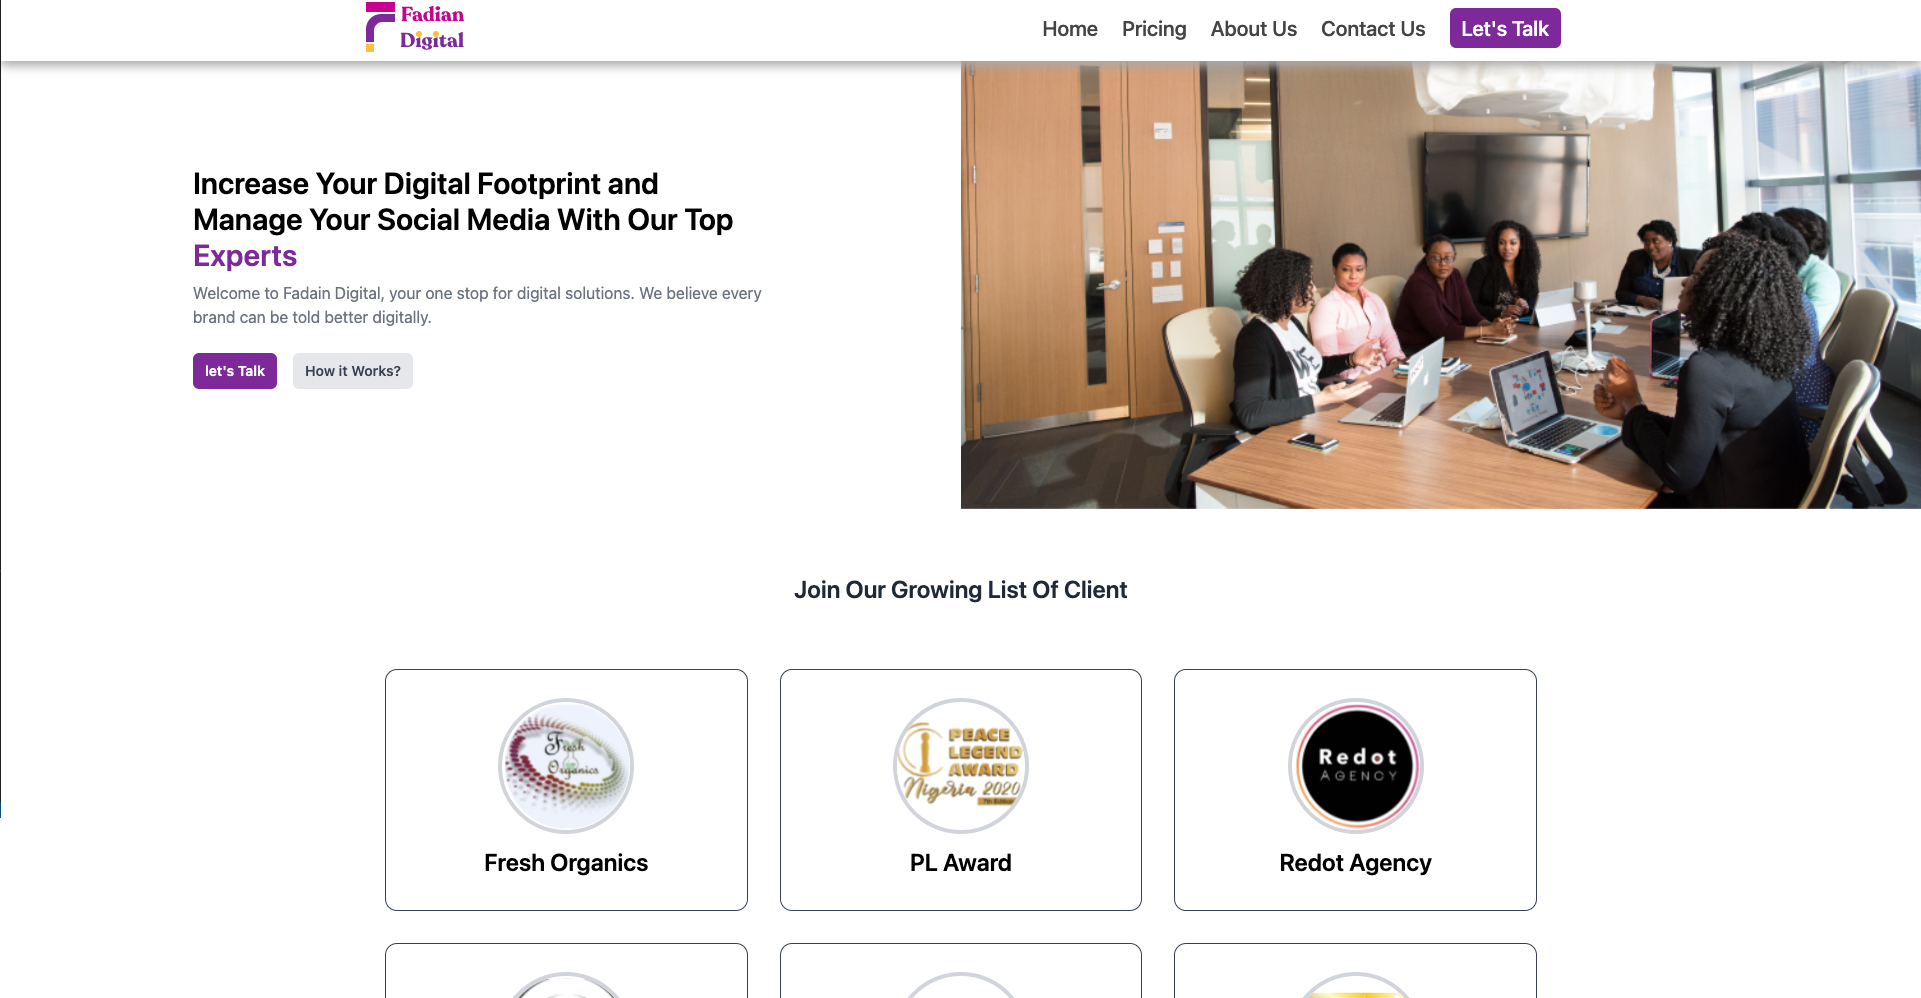 Fadian
Digital
Home Pricing About Us Contact Us Let's Talk
Increase Your Digital Footprint and
Manage Your Social Media With Our Top
Experts
Welcome to Fadain Digital, your one stop for digital solutions. We believe every
brand can be told better digitally.
let's Talk How it Works?
Join Our Growing List Of Client
Fresh
Organics
PEACE
LEGEND
AWARD
Nigeria 2020
7th Edition
Redot
AGENCY
Fresh Organics
PL Award
Redot Agency